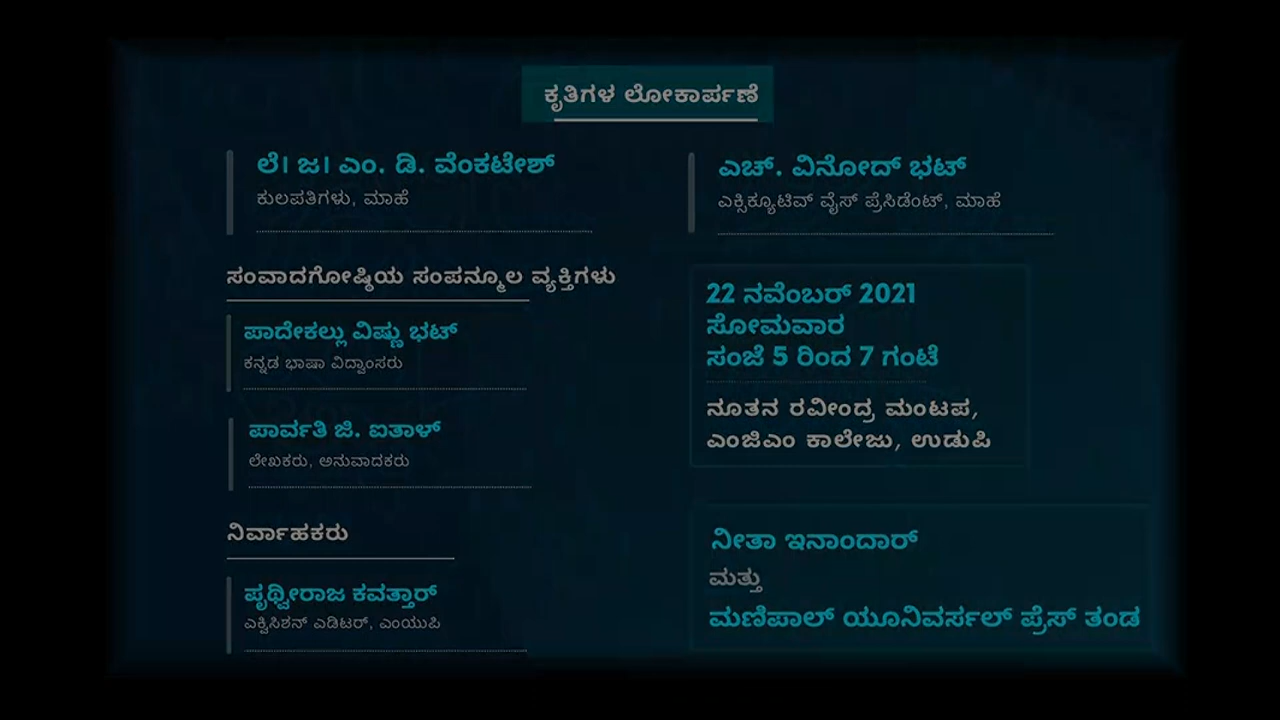 ಕೃತಿಗಳ ಲೋಕಾರ್ಪಣೆ
ಲೆ। ಜ। ಎಂ. ಡಿ. ವೆಂಕಟೇಶ್
ಕುಲಪತಿಗಳು, ಮಾಹೆ
ಎಚ್. ವಿನೋದ್ ಭಟ್
ಎಕ್ಸಿಕ್ಯೂಟಿವ್ ವೈಸ್ ಪ್ರೆಸಿಡೆಂಟ್, ಮಾಹೆ
ಸಂವಾದಗೋಷ್ಠಿಯ ಸಂಪನ್ಮೂಲ ವ್ಯಕ್ತಿಗಳು
ಪಾದೇಕಲ್ಲು ವಿಷ್ಣು ಭಟ್
ಕನ್ನಡ ಭಾಷಾ ವಿದ್ವಾಂಸರು
ಪಾರ್ವತಿ ಜಿ. ಐತಾಳ್
ಲೇಖಕರು, ಅನುವಾದಕರು
ನಿರ್ವಾಹಕರು
ಪೃಥ್ವೀರಾಜ ಕವತ್ತಾರ್
ಎಕ್ವಿಸಿಶನ್ ಎಡಿಟರ್, ಎಂಯುಪಿ
22 ನವೆಂಬರ್ 2021
ಸೋಮವಾರ
ಸಂಜೆ 5 ರಿಂದ 7 ಗಂಟೆ
ನೂತನ ರವೀಂದ್ರ ಮಂಟಪ,
ಎಂಜಿಎಂ ಕಾಲೇಜು, ಉಡುಪಿ
ನೀತಾ ಇನಾಂದಾರ್
ಮತ್ತು
ಮಣಿಪಾಲ್ ಯೂನಿವರ್ಸಲ್ ಪ್ರೆಸ್ ತಂಡ